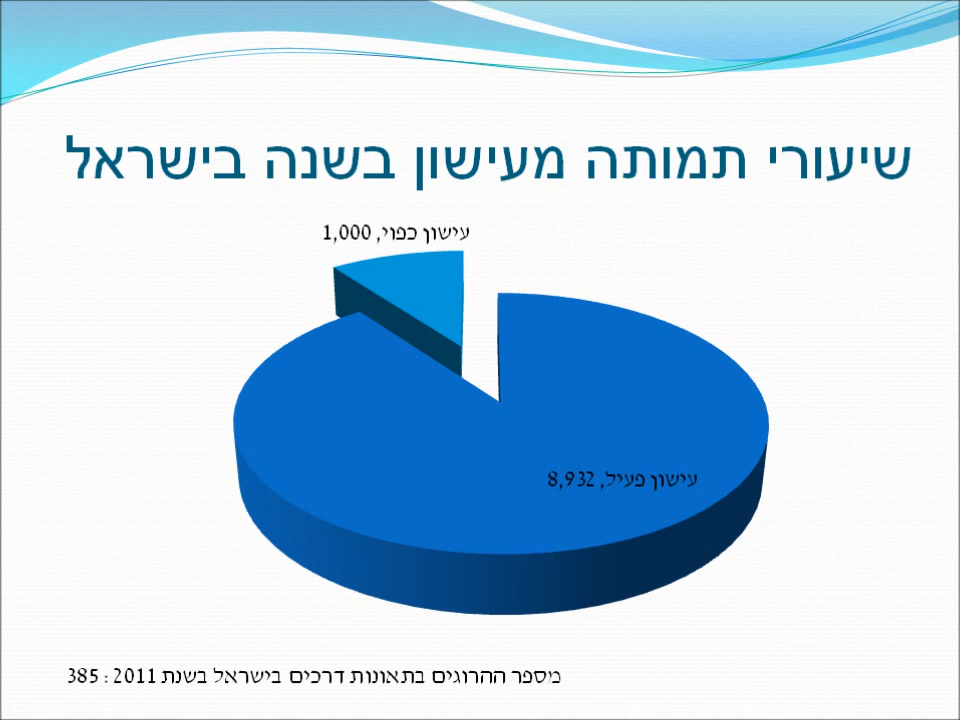 שיעורי תמותה מעישון בשנה בישראל
עישון כפוי, 1,000
עישון פעיל, 8,932
מספר ההרוגים בתאונות דרכים בישראל בשנת 2011 : 385